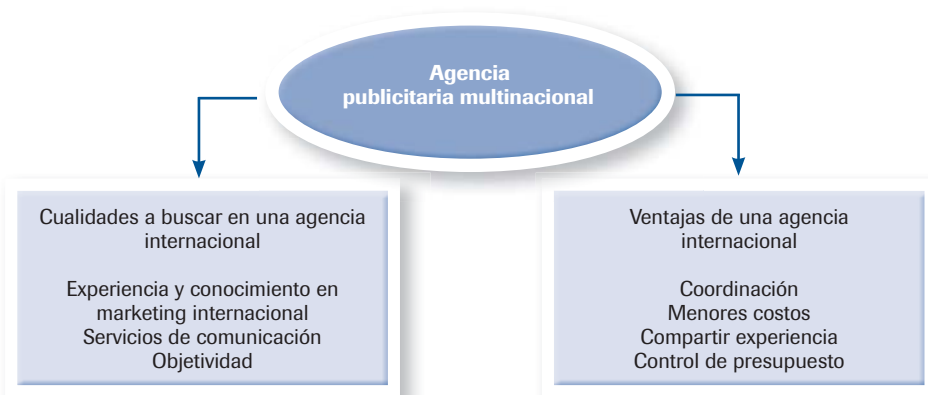 Agencia
publicitaria multinacional
Cualidades a buscar en una agencia
internacional
Experiencia y conocimiento en
marketing internacional
Servicios de comunicación
Objetividad
Ventajas de una agencia
internacional
Coordinación
Menores costos
Compartir experiencia
Control de presupuesto